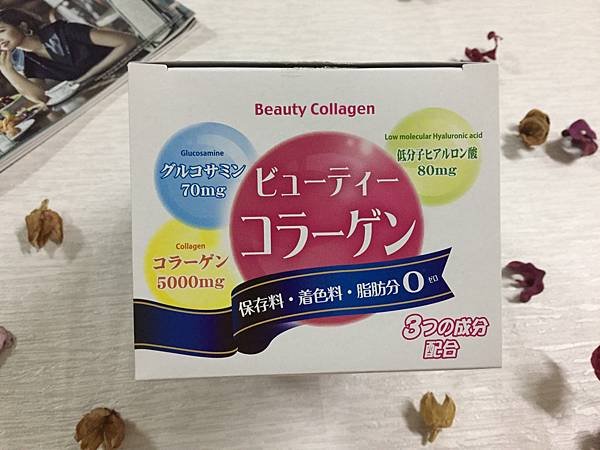 Beauty Collagen
Glucosamine
グルコサミン
70mg
Low molecular Hyaluronic acid
低分子ヒアルロン酸
80mg
ビューティー
コラーゲン
Collagen
コラーゲン
5000mg
保存料・着色料・脂肪分0ゼロ
3つの成分
配合